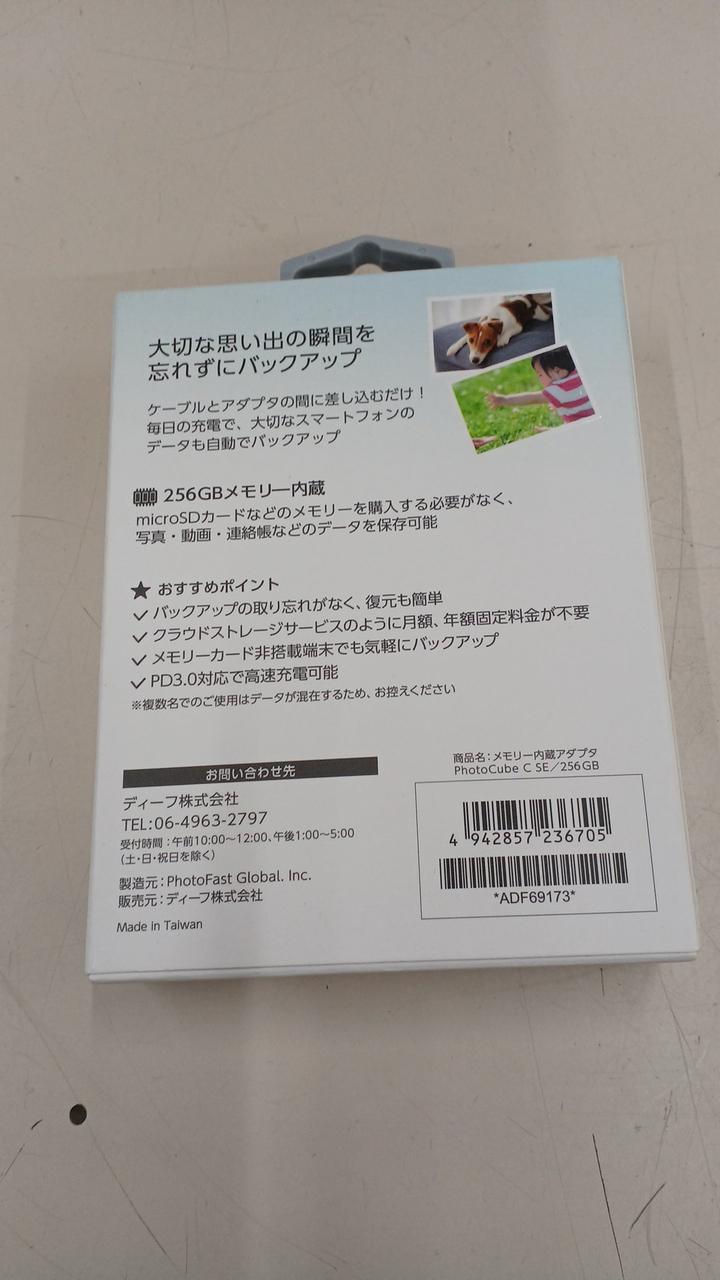 大切な思い出の瞬間を
忘れずにバックアップ
ケーブルとアダプタの間に差し込むだけ！
毎日の充電で、大切なスマートフォンの
データも自動でバックアップ
256GBメモリー内蔵
microSDカードなどのメモリーを購入する必要がなく、
写真・動画・連絡帳などのデータを保存可能
★ おすすめポイント
✓ バックアップの取り忘れがなく、復元も簡単
✓ クラウドストレージサービスのように月額、年額固定料金が不要
✓ メモリーカード非搭載端末でも気軽にバックアップ
✓ PD3.0対応で高速充電可能
※複数名でのご使用はデータが混在するため、お控えください
お問い合わせ先
ディーフ株式会社
TEL:06-4963-2797
受付時間：午前10:00～12:00、午後1:00～5:00
（土・日・祝日を除く）
製造元：PhotoFast Global. Inc.
販売元：ディーフ株式会社
Made in Taiwan
商品名：メモリー内蔵アダプタ
PhotoCube C SE／256GB
4 942857 236705
*ADF69173*